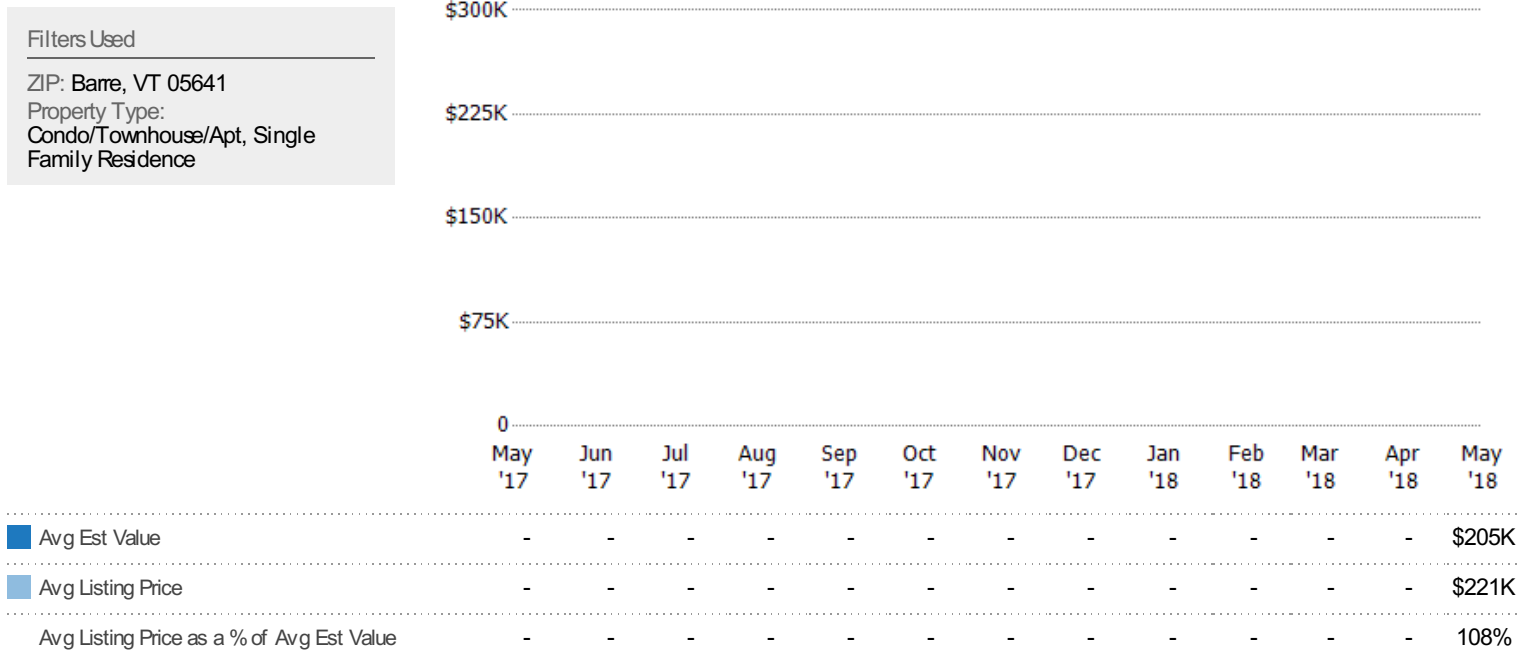 Filters Used
ZIP: Barre, VT 05641
Property Type:
Condo/Townhouse/Apt, Single
Family Residence
$300K
$225K
$150K
$75K
0
May Jun Jul Aug Sep Oct Nov Dec Jan Feb Mar Apr May
'17 '17 '17 '17 '17 '17 '17 '17 '18 '18 '18 '18 '18
Avg Est Value - - - - - - - - - - - - $205K
Avg Listing Price - - - - - - - - - - - - $221K
Avg Listing Price as a % of Avg Est Value - - - - - - - - - - - - 108%